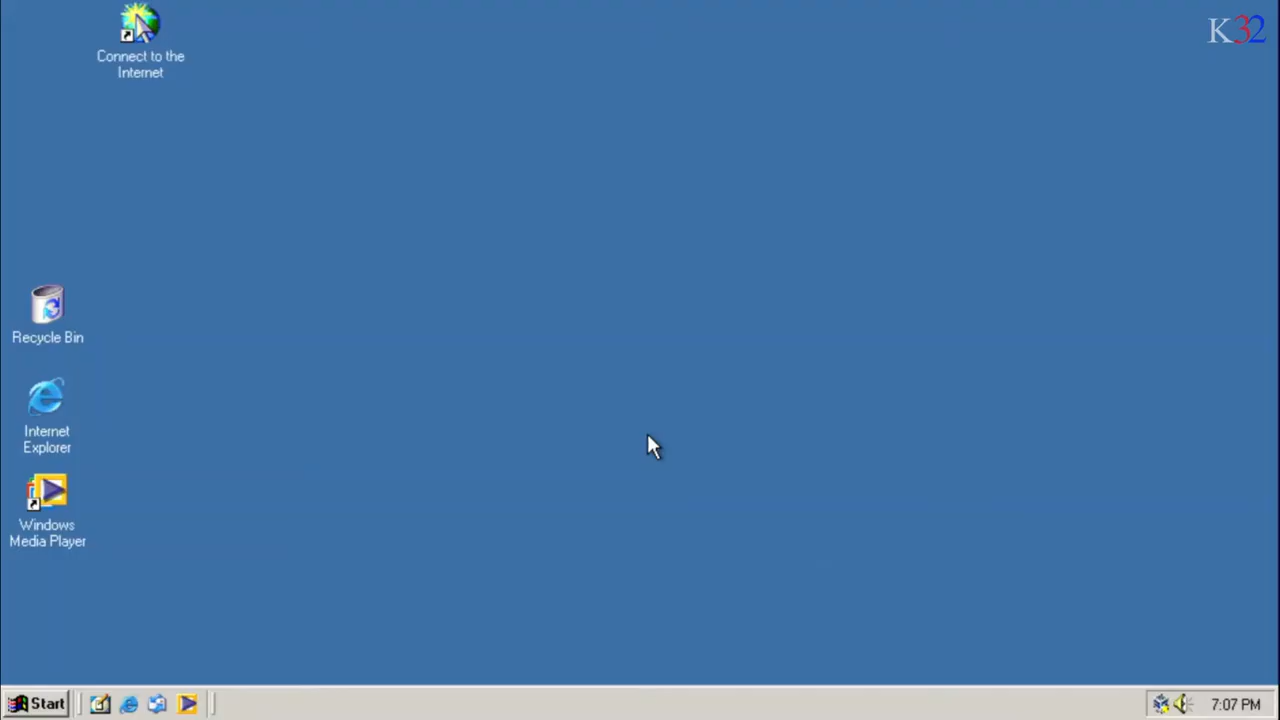 Connect to the
Internet
K32
Recycle Bin
Internet
Explorer
Windows
Media Player
Start
7:07 PM